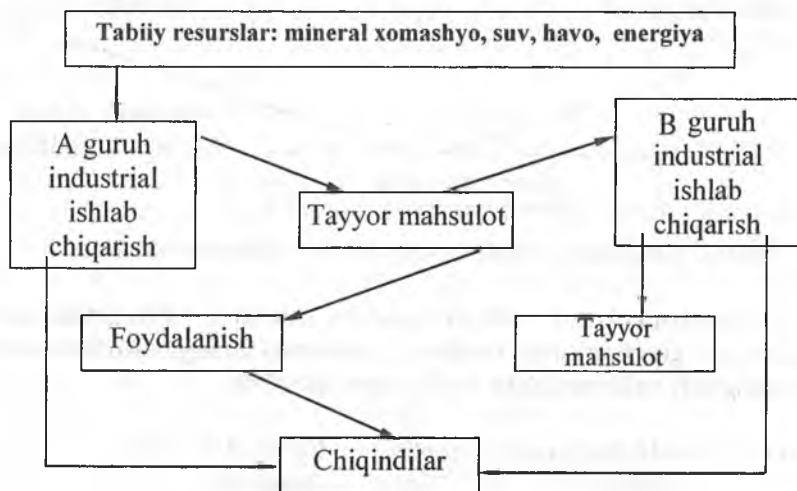 Tabiiy resurslar: mineral xomashyo, suv, havo, energiya
A guruh
industrial
ishlab
chiqarish
Tayyor mahsulot
B guruh
industrial
ishlab
chiqarish
Foydalanish
Tayyor
mahsulot
Chiqindilar